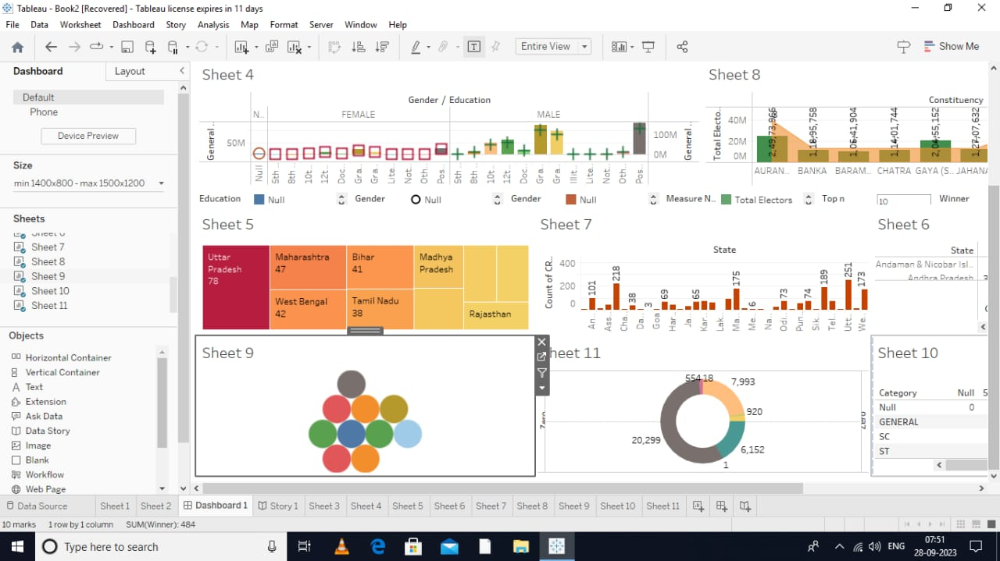 Tableau - Book2 [Recovered] - Tableau license expires in 11 days
File Data Worksheet Dashboard Story Analysis Map Format Server Window Help
Entire View
Show Me
Dashboard Layout
Default
Phone
Device Preview
Size
min 1400x800 - max 1500x1200
Sheets
Sheet 7
Sheet 8
Sheet 9
Sheet 10
Sheet 11
Objects
Horizontal Container
Vertical Container
Text
Extension
Ask Data
Data Story
Image
Blank
Workflow
Web Page
Sheet 4
Gender / Education
N.. FEMALE MALE
General..
50M
100M
0M
General..
Null 5th.. 8th.. 10t.. 12t.. Doc.. Gra.. Gra.. Lite.. Not.. Oth.. Pos.. 5th.. 8th.. 10t.. 12t.. Doc.. Gra.. Gra.. Illit.. Lite.. Not.. Oth.. Pos..
Sheet 8
Constituency
Total Electo..
40M
20M
0M
2,49,73,966 1,16,95,758 1,05,41,904 1,14,01,744 2,04,55,152 1,27,07,632
AURAN.. BANKA BARAM.. CHATRA GAYA (S.. JAHANA
Education Null Gender Null Gender Null Measure N.. Total Electors Top n 10 Winner
Sheet 5
Uttar
Pradesh
78
Maharashtra
47
West Bengal
42
Bihar
41
Tamil Nadu
38
Madhya
Pradesh
Rajasthan
Sheet 7
State
Count of CR..
400
200
0
101 218 38 3 69 65 175 6 73 74 189 251 173
An.. Ass.. Cha.. Da.. Goa Har.. Ja.. Kar.. Lak.. Ma.. Me.. Na.. Odi.. Pun.. Sik.. Tel.. Utt.. We..
Sheet 6
State
Andaman & Nicobar Isl...
Andhra Pradesh
Sheet 9
heet 11
Zero
554 18
7,993
920
6,152
1
20,299
Zero
Sheet 10
Category Null 5
Null 0
GENERAL
SC
ST
Data Source Sheet 1 Sheet 2 Dashboard 1 Story 1 Sheet 3 Sheet 4 Sheet 5 Sheet 6 Sheet 7 Sheet 8 Sheet 9 Sheet 10 Sheet 11
10 marks 1 row by 1 column SUM(Winner): 484
Type here to search
ENG
07:51
28-09-2023